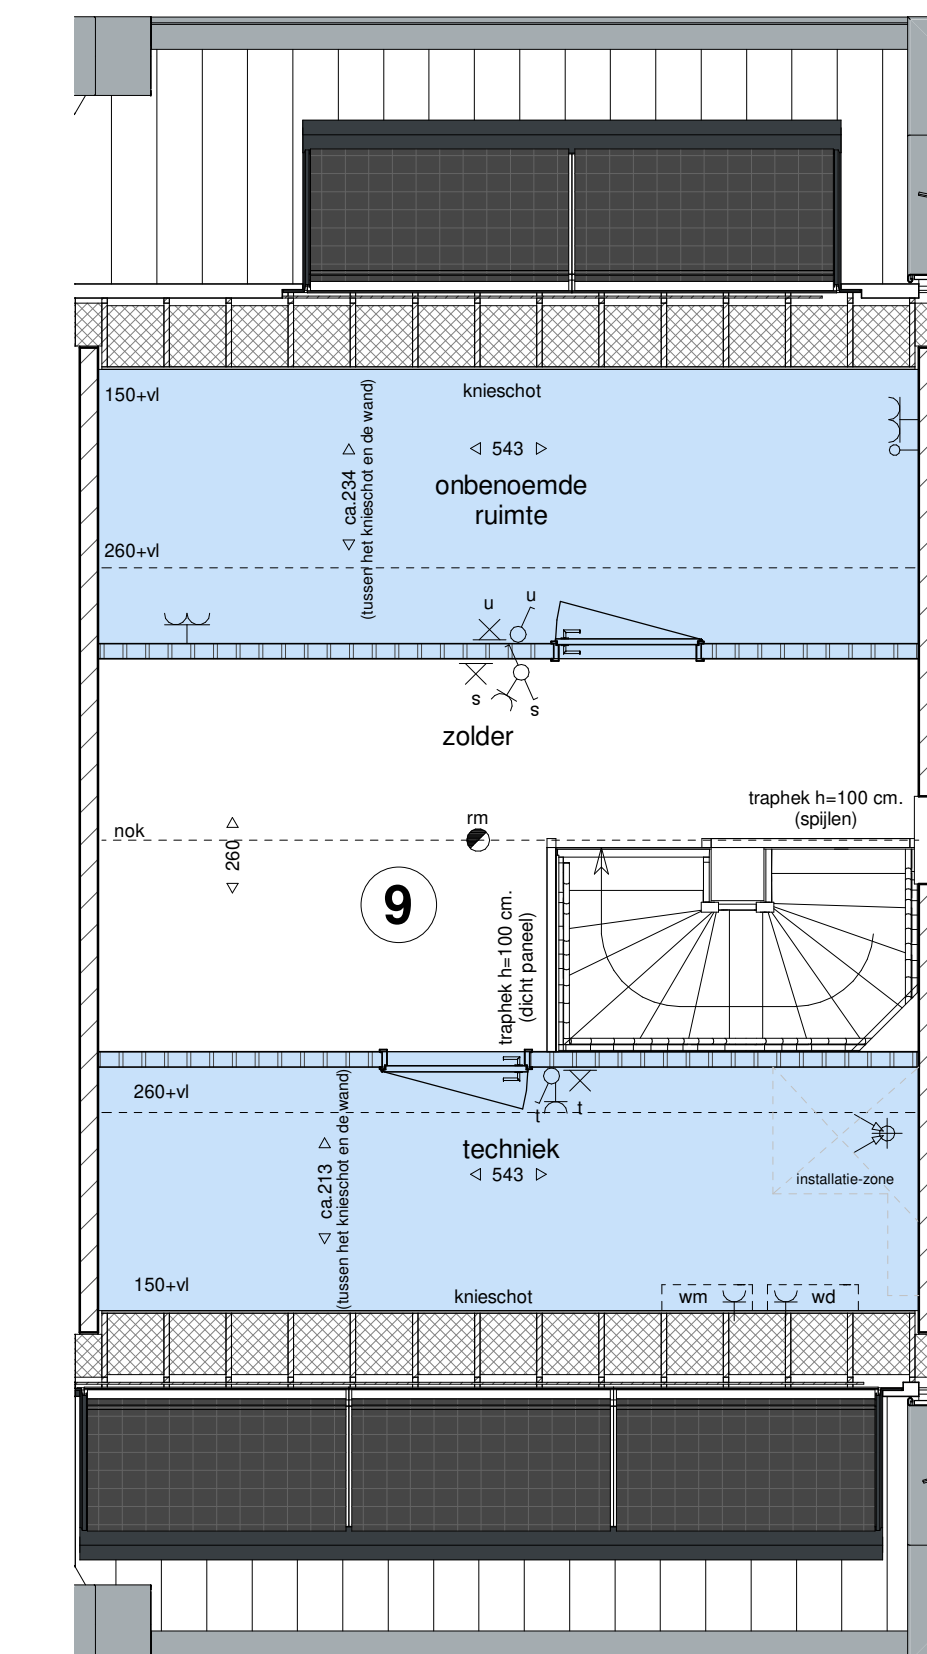 150+vl
knieschot
543
onbenoemde
ruimte
ca.234
(tussen het knieschot en de wand)
260+vl
u
u
s
s
zolder
traphek h=100 cm.
(spijlen)
nok
rm
260
9
traphek h=100 cm.
(dicht paneel)
260+vl
t
t
techniek
543
ca.213
(tussen het knieschot en de wand)
installatie-zone
150+vl
knieschot
wm
wd